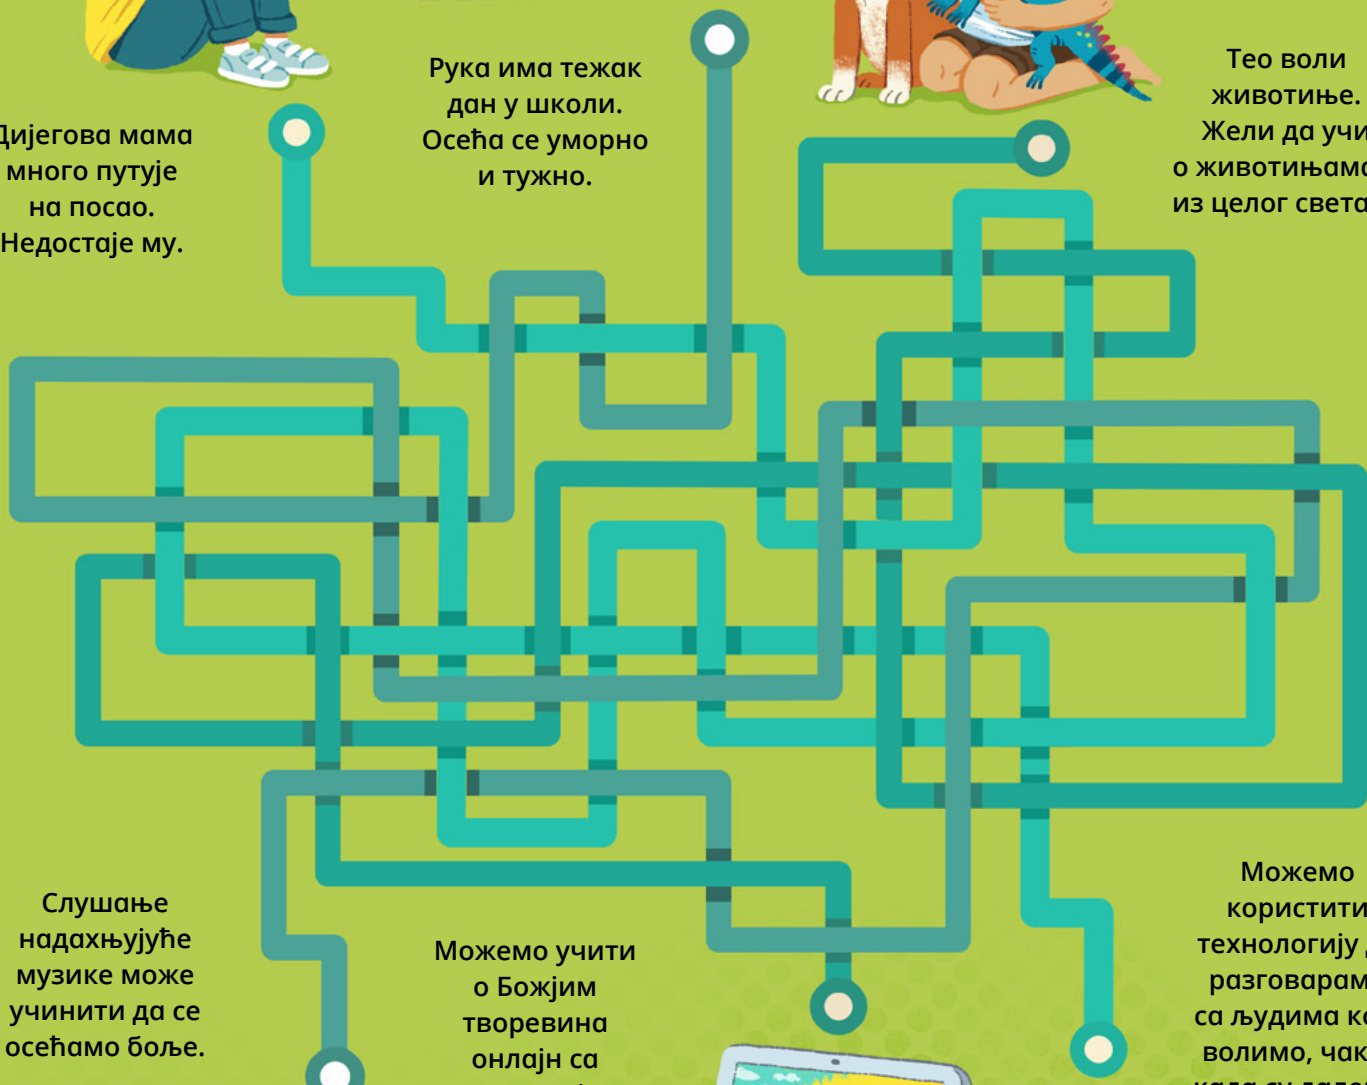 Дијегова мама
много путује
на посао.
Недостаје му.
Рука има тежак
дан у школи.
Осећа се уморно
и тужно.
Тео воли
животиње.
Жели да учи
о животињама
из целог света
Слушање
надахњујуће
музике може
учинити да се
осећамо боље.
Можемо учити
о Божјим
творевина
онлајн са
Можемо
користити
технологију
разговарам
са људима
волимо, чак